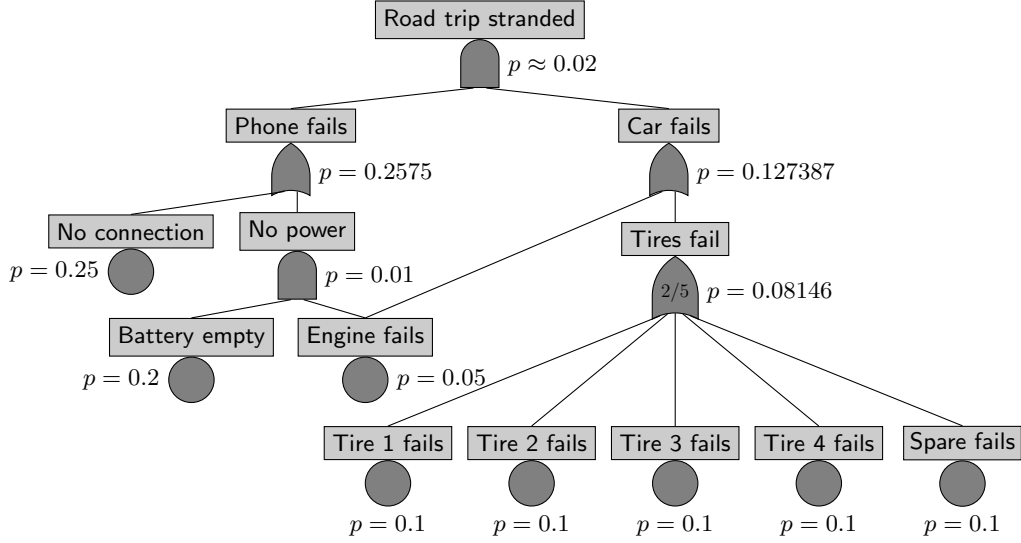 Road trip stranded
p ≈ 0.02
Phone fails
Car fails
p = 0.2575
p = 0.127387
No connection
No power
Tires fail
p = 0.25
p = 0.01
2/5
p = 0.08146
Battery empty
Engine fails
p = 0.2
p = 0.05
Tire 1 fails
Tire 2 fails
Tire 3 fails
Tire 4 fails
Spare fails
p = 0.1
p = 0.1
p = 0.1
p = 0.1
p = 0.1